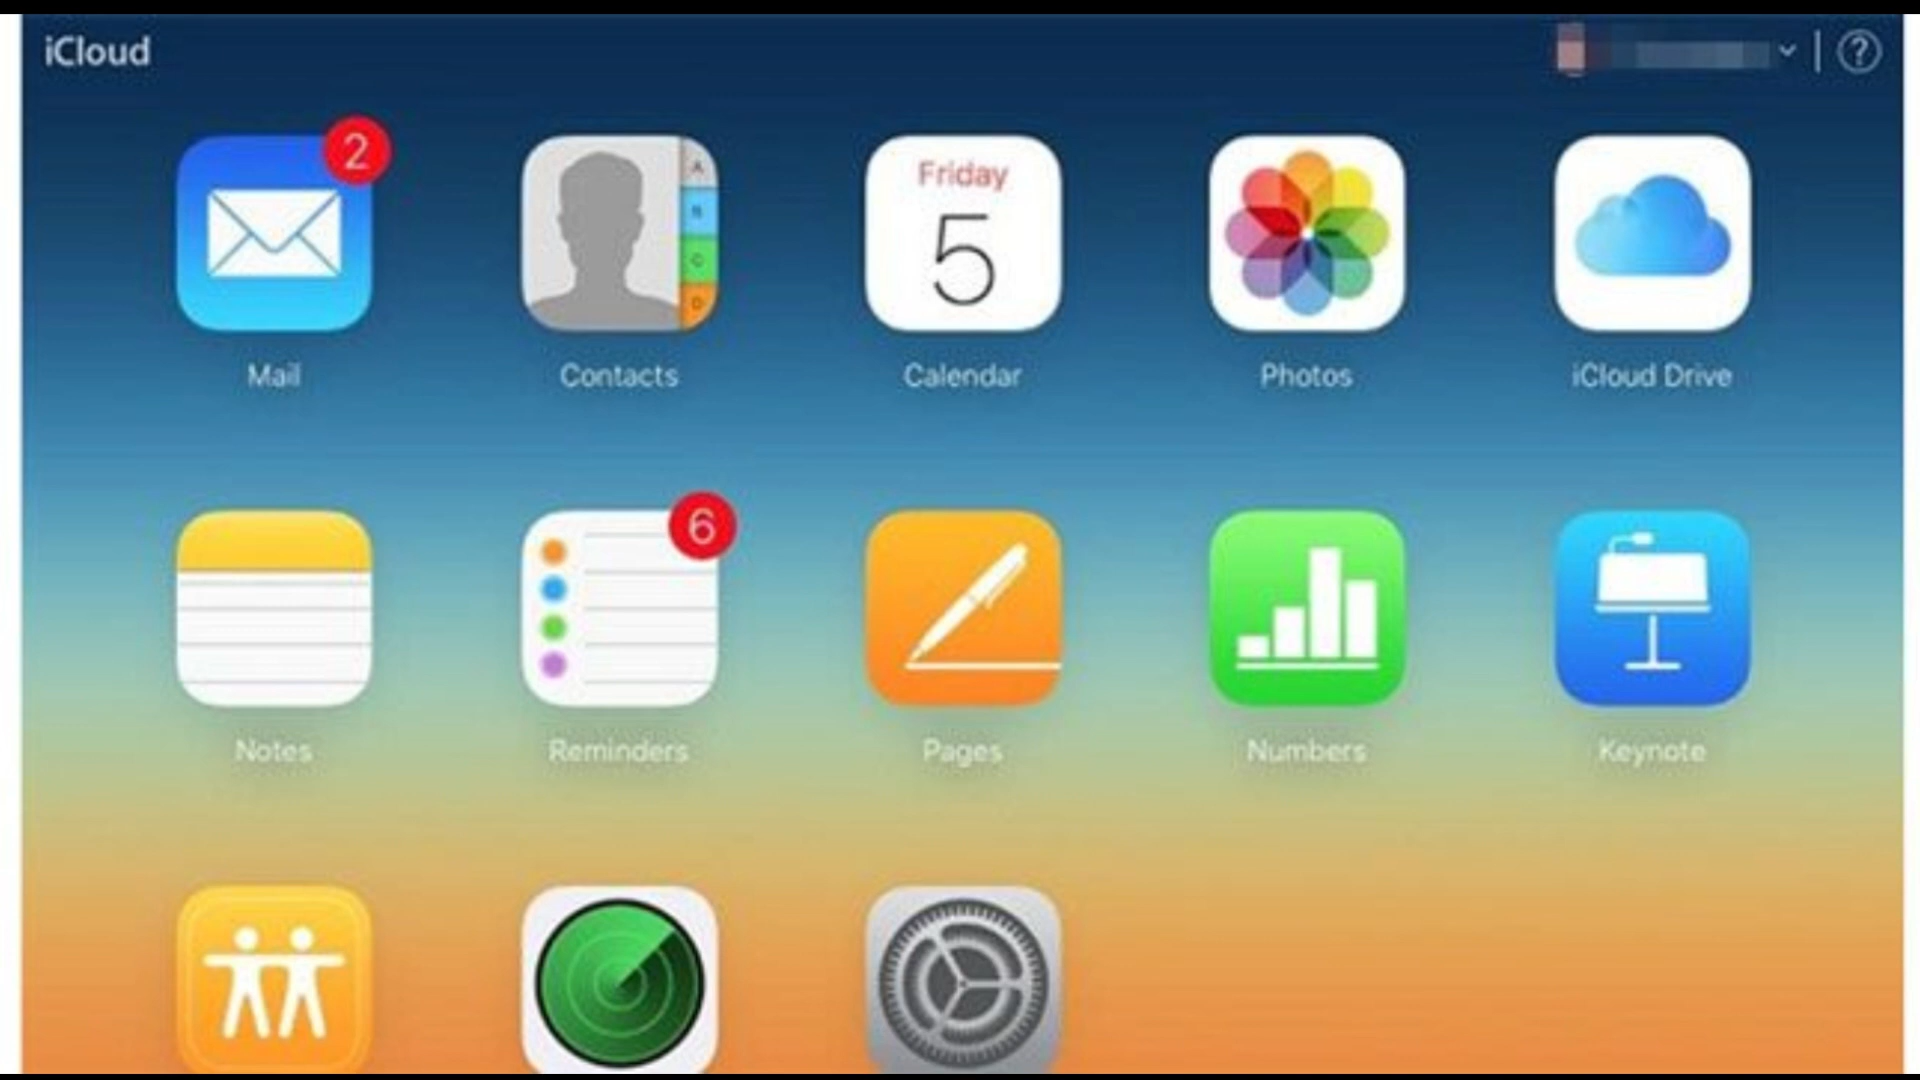 iCloud
?
2
A
B
C
D
Friday
5
Mail
Contacts
Calendar
Photos
iCloud Drive
6
Notes
Reminders
Pages
Numbers
Keynote